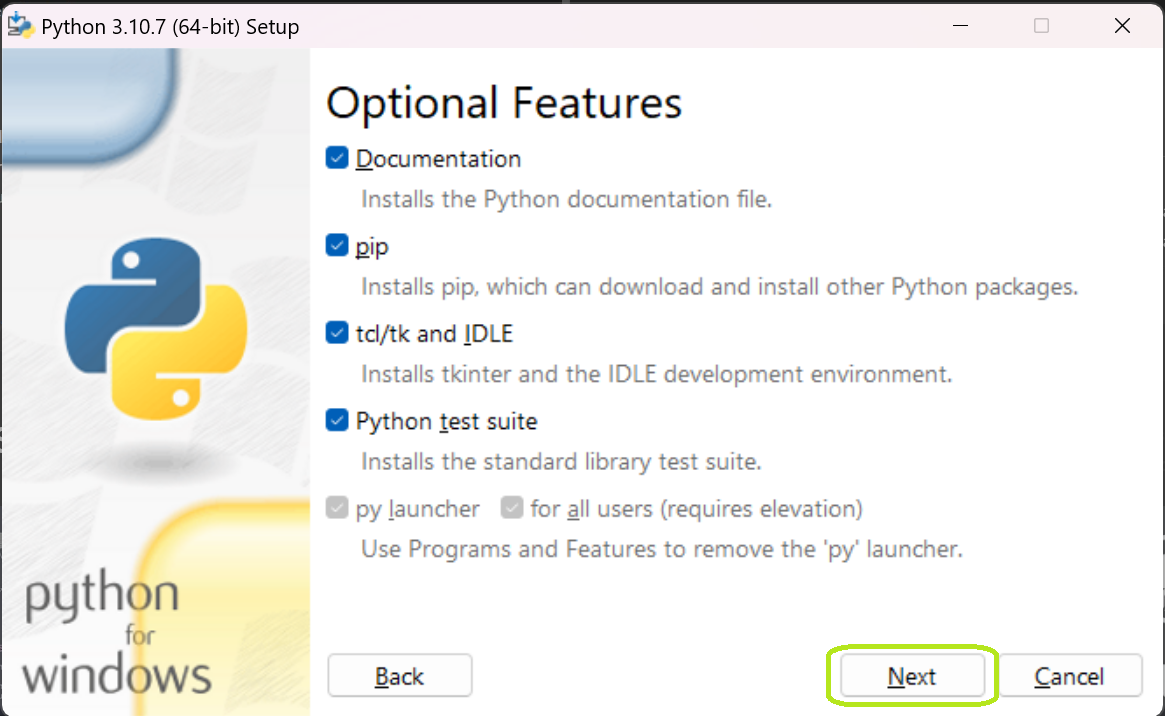 Python 3.10.7 (64-bit) Setup
Optional Features
Documentation
Installs the Python documentation file.
pip
Installs pip, which can download and install other Python packages.
tcl/tk and IDLE
Installs tkinter and the IDLE development environment.
Python test suite
Installs the standard library test suite.
py launcher for all users (requires elevation)
Use Programs and Features to remove the 'py' launcher.
python
for
windows
Back Next Cancel